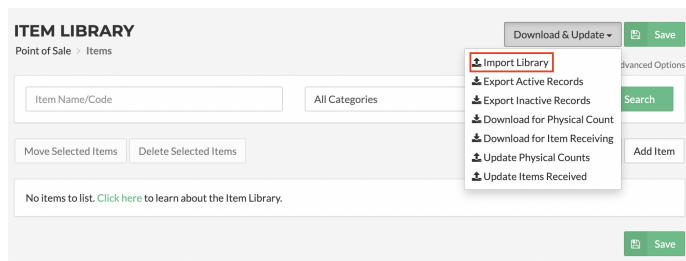 ITEM LIBRARY
Download & Update
Save
Point of Sale > Items
Import Library
dvanced Options
Export Active Records
Item Name/Code
All Categories
Export Inactive Records
Search
Download for Physical Count
Download for Item Receiving
Move Selected Items
Delete Selected Items
Update Physical Counts
Add Item
Update Items Received
No items to list. Click here to learn about the Item Library.
Save